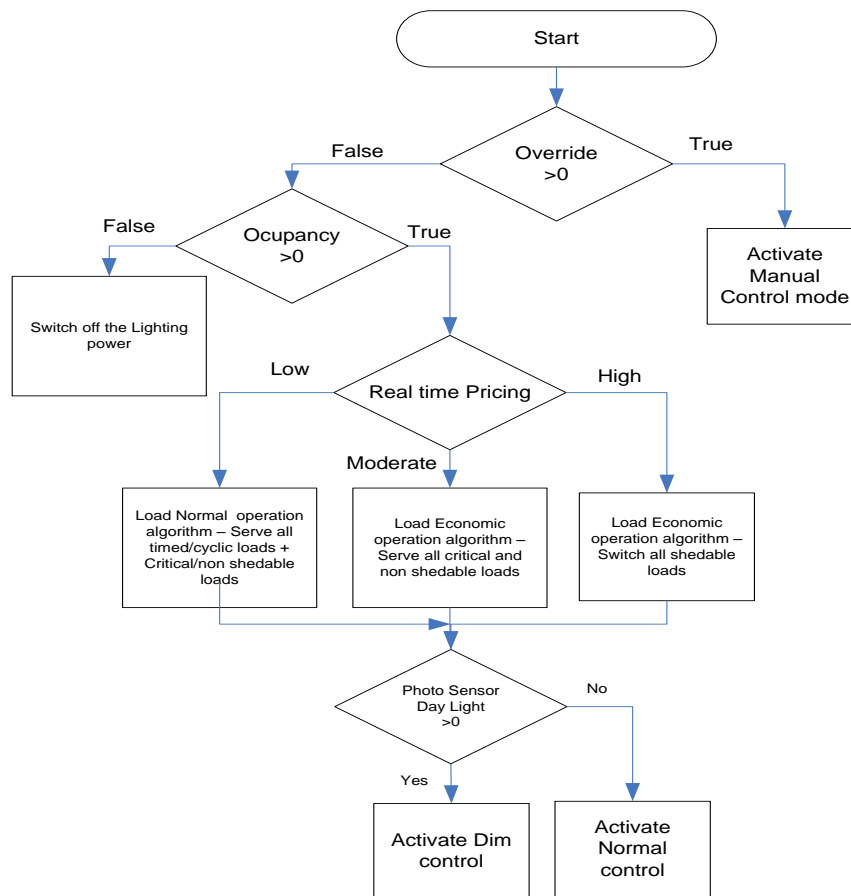 Start
Override
>0
False
True
Ocupancy
>0
False
True
Activate
Manual
Control mode
Switch off the Lighting
power
Real time Pricing
Low
High
Moderate
Load Normal operation
algorithm – Serve all
timed/cyclic loads +
Critical/non shedable
loads
Load Economic
operation algorithm –
Serve all critical and
non shedable loads
Load Economic
operation algorithm –
Switch all shedable
loads
Photo Sensor
Day Light
>0
No
Yes
Activate Dim
control
Activate
Normal
control